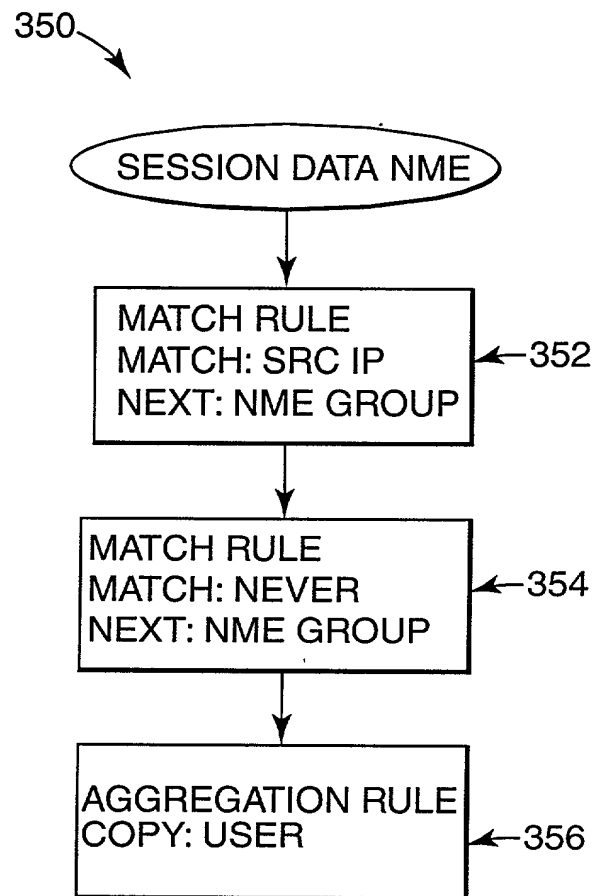 350
SESSION DATA NME
MATCH RULE
MATCH: SRC IP
NEXT: NME GROUP
352
MATCH RULE
MATCH: NEVER
NEXT: NME GROUP
354
AGGREGATION RULE
COPY: USER
356